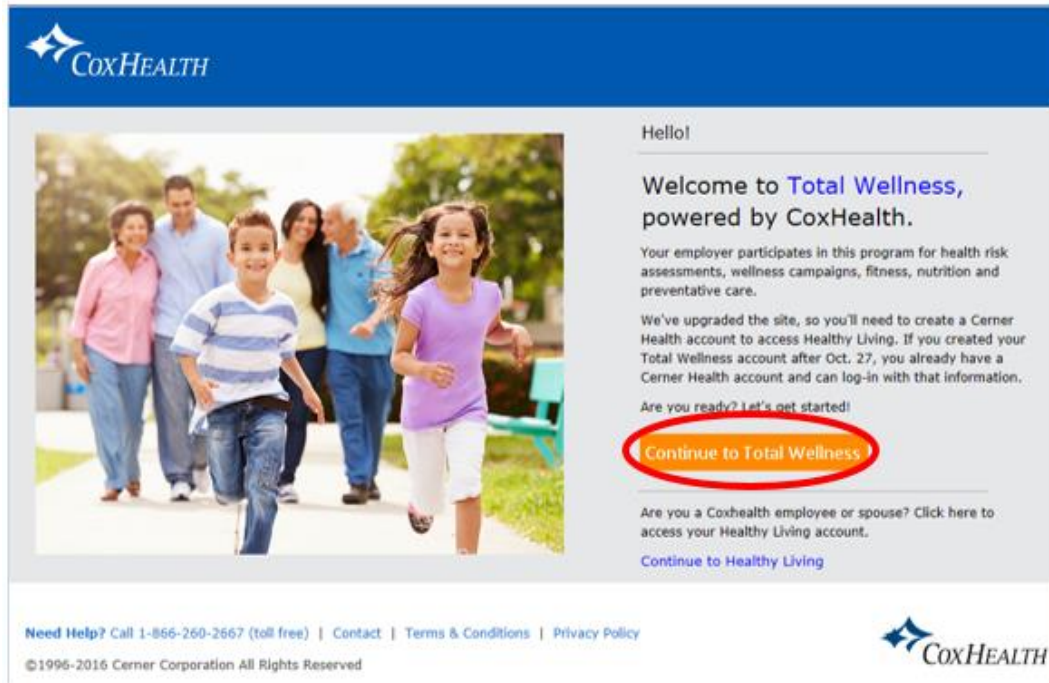 COXHEALTH
Hello!
Welcome to Total Wellness,
powered by CoxHealth.
Your employer participates in this program for health risk
assessments, wellness campaigns, fitness, nutrition and
preventative care.
We've upgraded the site, so you'll need to create a Cerner
Health account to access Healthy Living. If you created your
Total Wellness account after Oct. 27, you already have a
Cerner Health account and can log-in with that information.
Are you ready? Let's get started!
Continue to Total Wellness
Are you a Coxhealth employee or spouse? Click here to
access your Healthy Living account.
Continue to Healthy Living
Need Help? Call 1-866-260-2667 (toll free) | Contact | Terms & Conditions | Privacy Policy
©1996-2016 Cerner Corporation All Rights Reserved
COXHEALTH